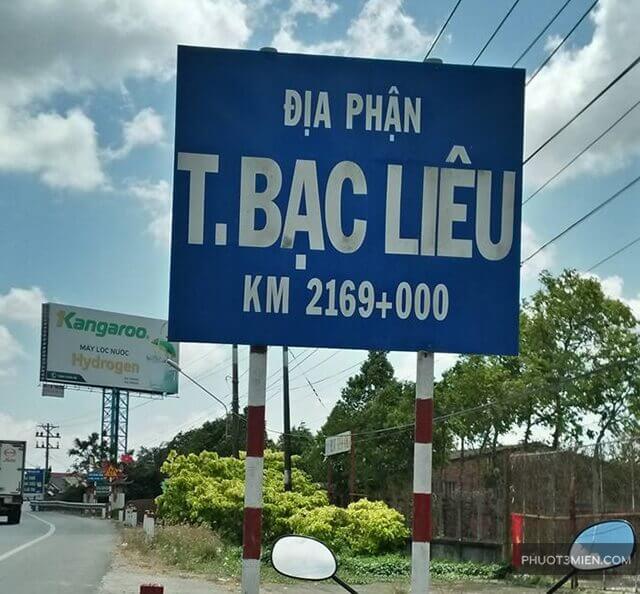 ĐỊA PHẬN
T.BẠC LIÊU
KM 2169+000
Kangaroo
MÁY LỌC NƯỚC
Hydrogen
PHUOT3MIEN.COM